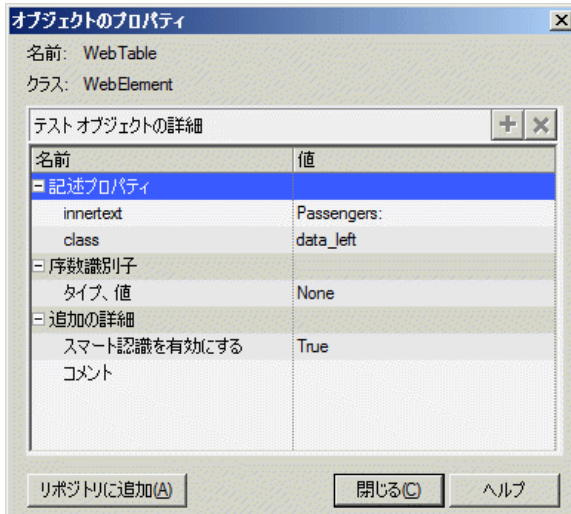 オブジェクトのプロパティ
名前: WebTable
クラス: WebElement
テスト オブジェクトの詳細
名前 値
記述プロパティ
innertext Passengers:
class data_left
序数識別子
タイプ、値 None
追加の詳細
スマート認識を有効にする True
コメント
リポジトリに追加(A) 閉じる(C) ヘルプ